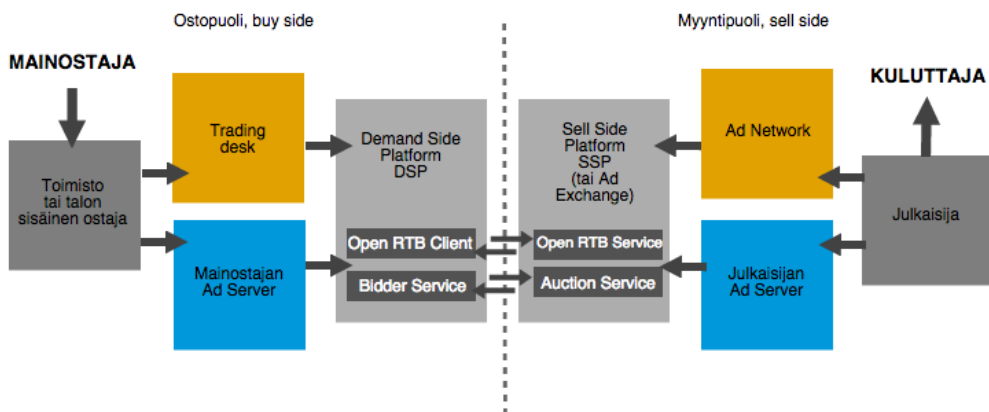 Ostopuoli, buy side
Myyntipuoli, sell side
MAINOSTAJA
KULUTTAJA
Toimisto
tai talon
sisäinen ostaja
Trading
desk
Mainostajan
Ad Server
Demand Side
Platform
DSP
Open RTB Client
Bidder Service
Sell Side
Platform
SSP
(tai Ad
Exchange)
Open RTB Service
Auction Service
Ad Network
Julkaisijan
Ad Server
Julkaisija